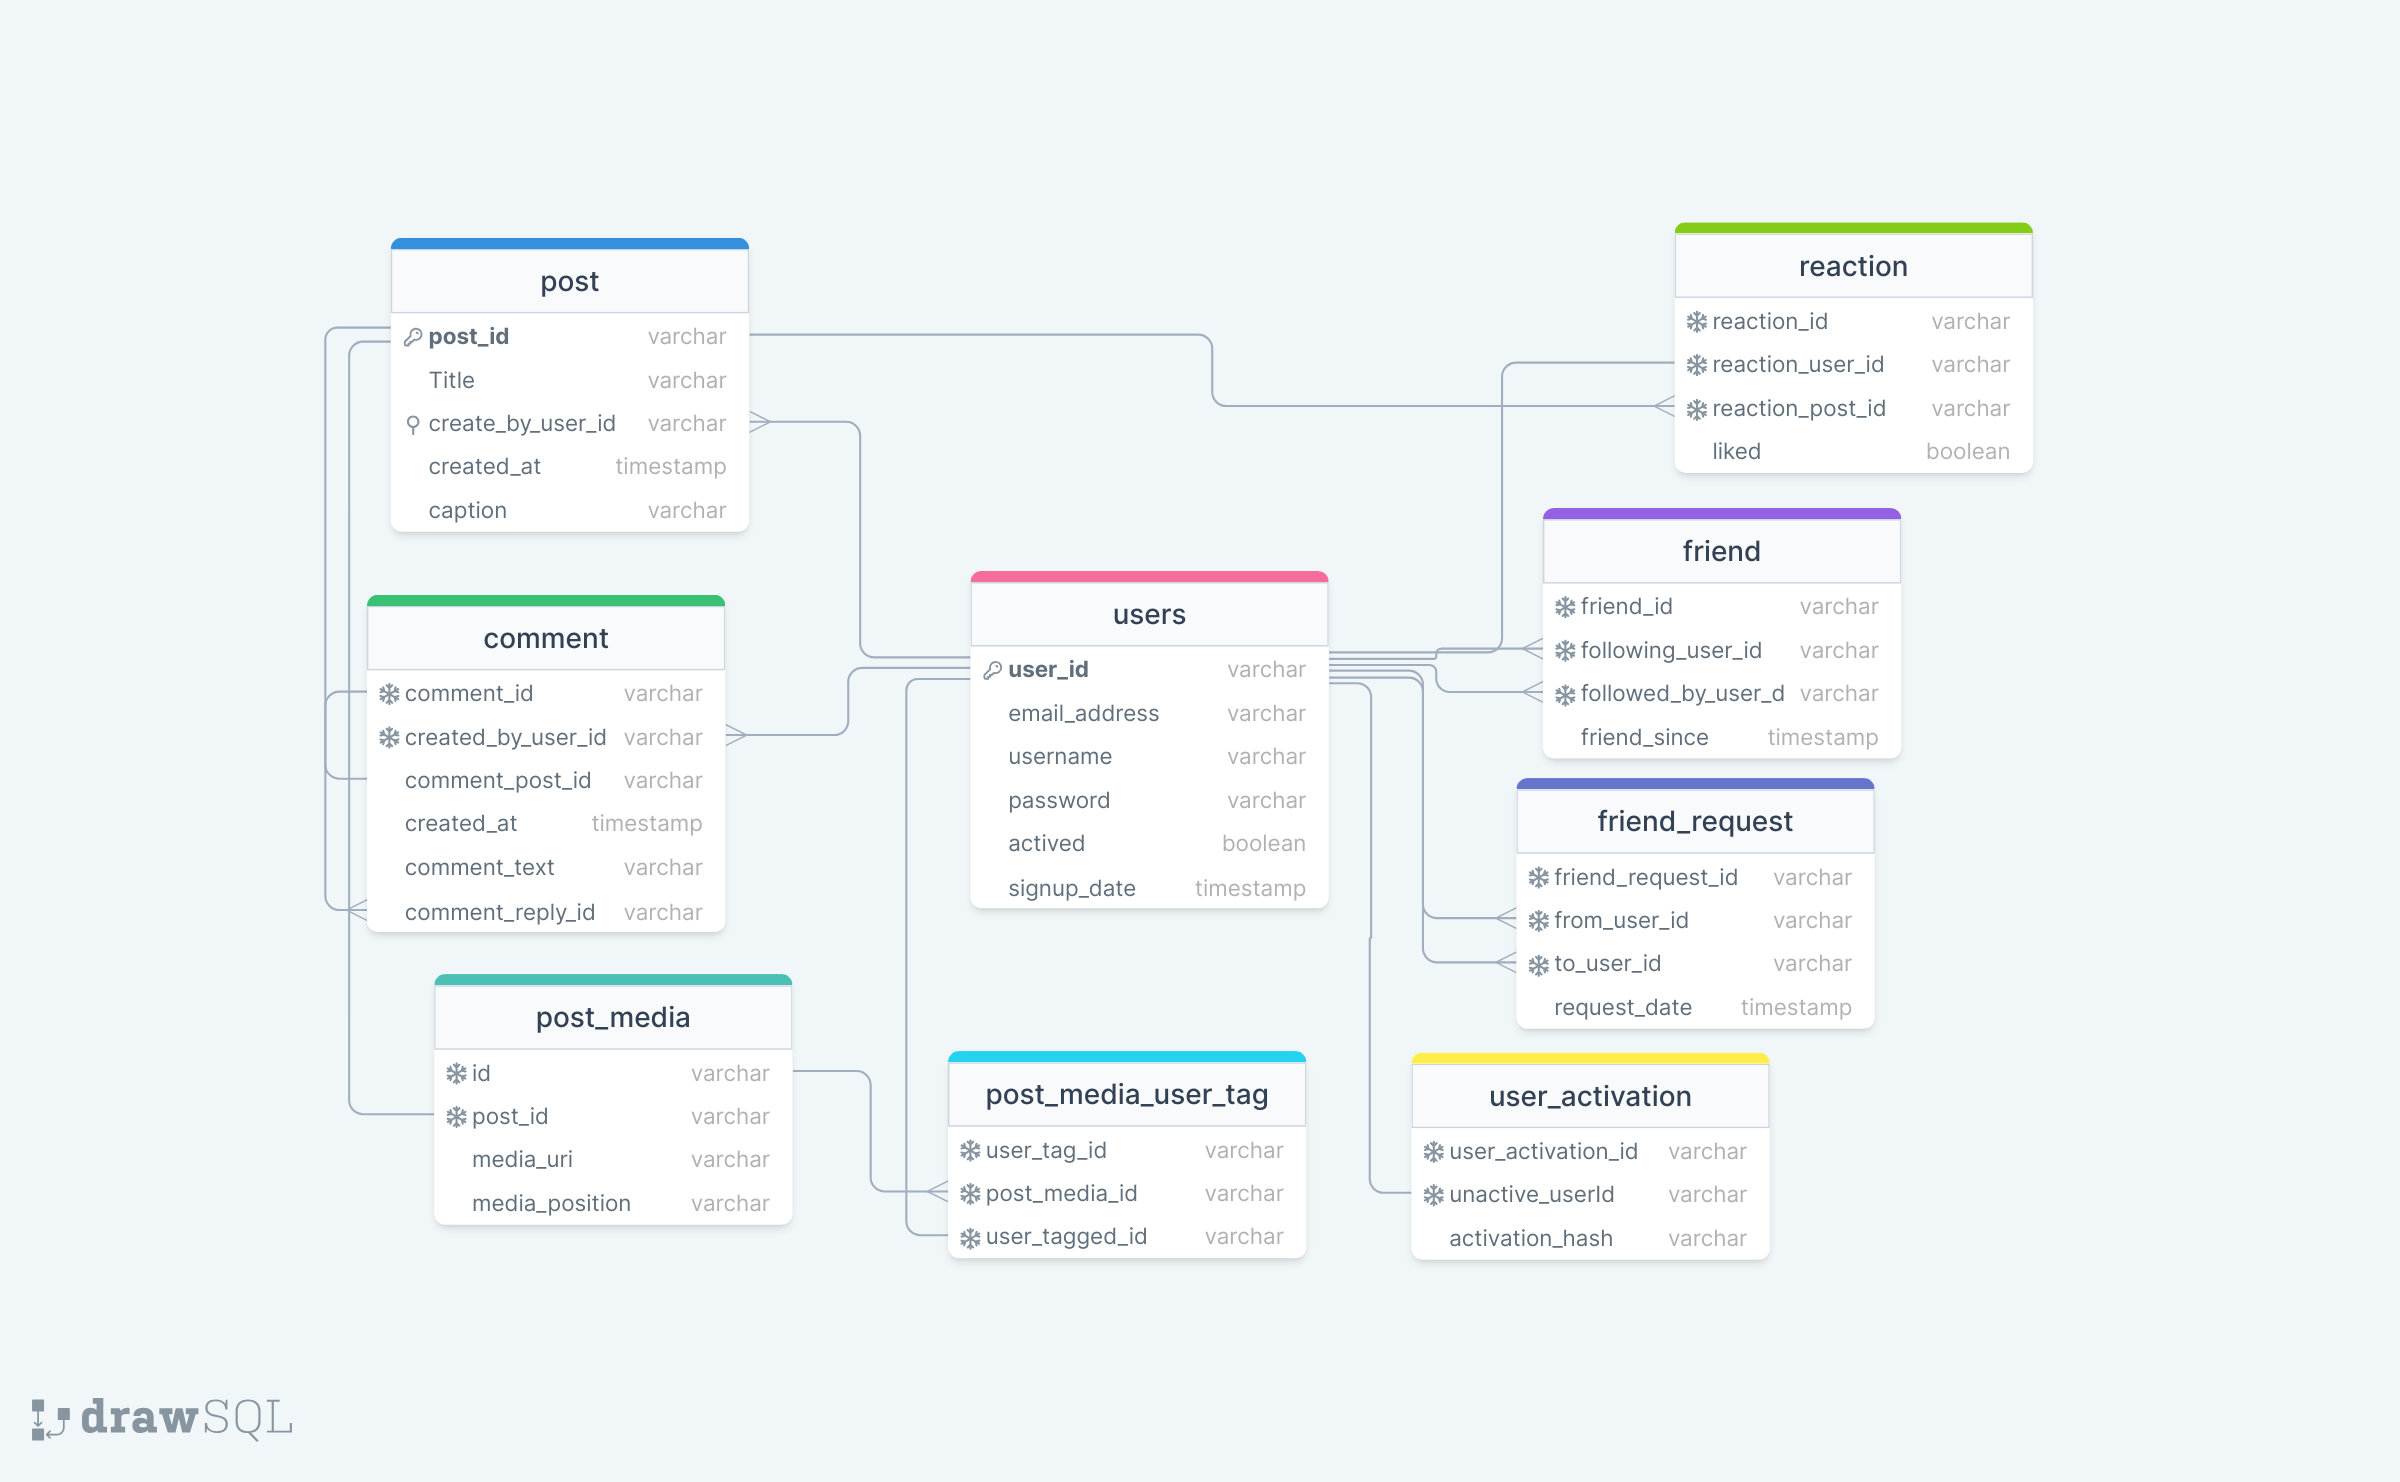 post
post_id varchar
Title varchar
create_by_user_id varchar
created_at timestamp
caption varchar
reaction
reaction_id varchar
reaction_user_id varchar
reaction_post_id varchar
liked boolean
comment
comment_id varchar
created_by_user_id varchar
comment_post_id varchar
created_at timestamp
comment_text varchar
comment_reply_id varchar
users
user_id varchar
email_address varchar
username varchar
password varchar
actived boolean
signup_date timestamp
friend
friend_id varchar
following_user_id varchar
followed_by_user_d varchar
friend_since timestamp
friend_request
friend_request_id varchar
from_user_id varchar
to_user_id varchar
request_date timestamp
post_media
id varchar
post_id varchar
media_uri varchar
media_position varchar
post_media_user_tag
user_tag_id varchar
post_media_id varchar
user_tagged_id varchar
user_activation
user_activation_id varchar
unactive_userId varchar
activation_hash varchar
drawSQL